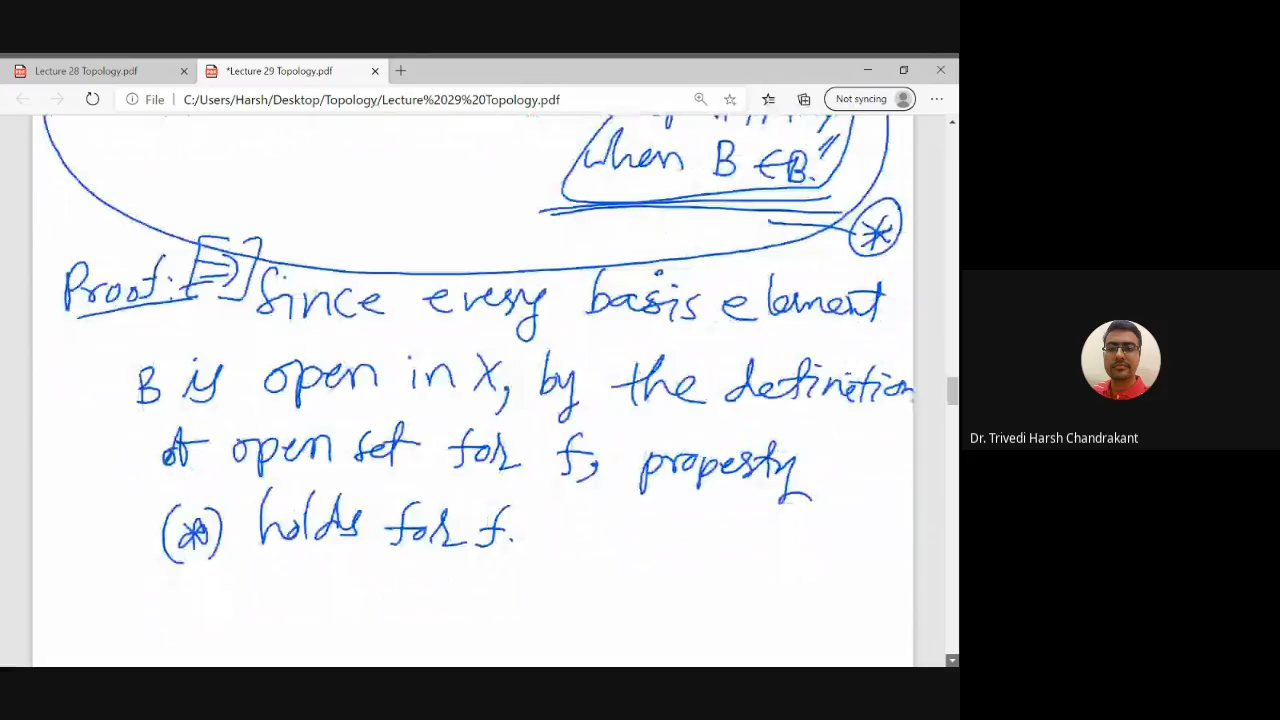 Lecture 28 Topology.pdf
*Lecture 29 Topology.pdf
File
C:/Users/Harsh/Desktop/Topology/Lecture%2029%20Topology.pdf
Not syncing
when B ∈ B."
*
Proof:- [⇒] Since every basis element
B is open in X, by the definition
of open set for f, property
(*) holds for f.
Dr. Trivedi Harsh Chandrakant